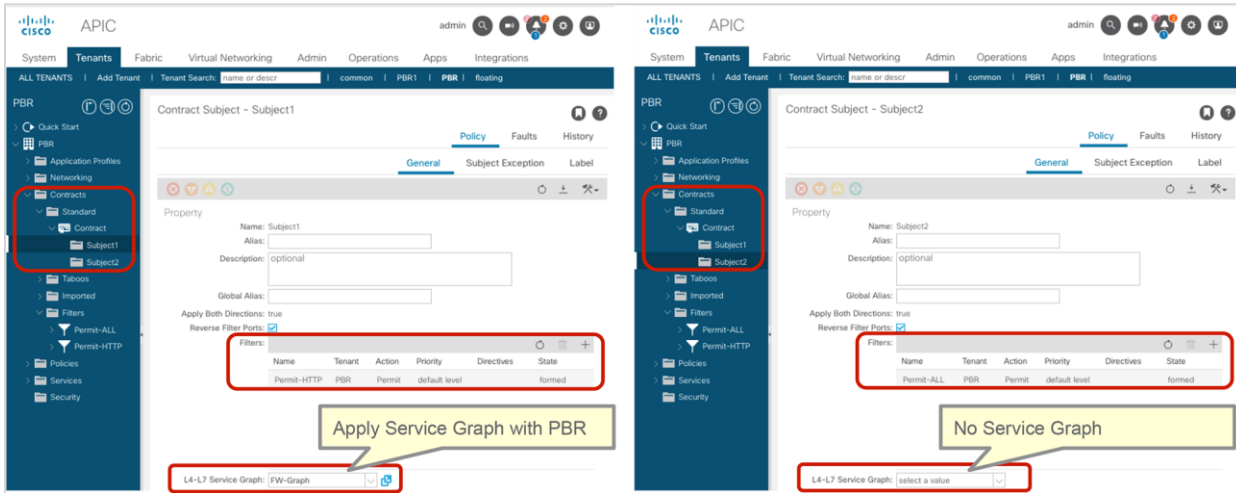 cisco APIC admin
System Tenants Fabric Virtual Networking Admin Operations Apps Integrations
ALL TENANTS | Add Tenant | Tenant Search: name or descr | common | PBR1 | PBR | floating
PBR
Quick Start
PBR
Application Profiles
Networking
Contracts
Standard
Contract
Subject1
Subject2
Taboos
Imported
Filters
Permit-ALL
Permit-HTTP
Policies
Services
Security
Contract Subject - Subject1
Policy Faults History
General Subject Exception Label
Property
Name: Subject1
Alias:
Description: optional
Global Alias:
Apply Both Directions: true
Reverse Filter Ports:
Filters:
Name Tenant Action Priority Directives State
Permit-HTTP PBR Permit default level formed
Apply Service Graph with PBR
L4-L7 Service Graph: FW-Graph
cisco APIC admin
System Tenants Fabric Virtual Networking Admin Operations Apps Integrations
ALL TENANTS | Add Tenant | Tenant Search: name or descr | common | PBR1 | PBR | floating
PBR
Quick Start
PBR
Application Profiles
Networking
Contracts
Standard
Contract
Subject1
Subject2
Taboos
Imported
Filters
Permit-ALL
Permit-HTTP
Policies
Services
Security
Contract Subject - Subject2
Policy Faults History
General Subject Exception Label
Property
Name: Subject2
Alias:
Description: optional
Global Alias:
Apply Both Directions: true
Reverse Filter Ports:
Filters:
Name Tenant Action Priority Directives State
Permit-ALL PBR Permit default level formed
No Service Graph
L4-L7 Service Graph: select a value